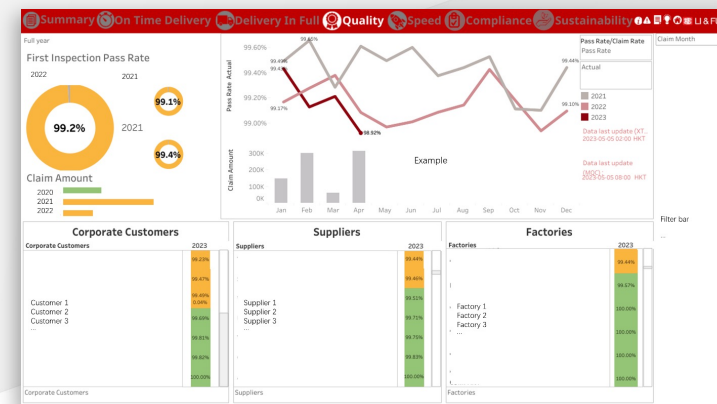 Summary On Time Delivery Delivery In Full Quality Speed Compliance Sustainability LI & FU
Full year
First Inspection Pass Rate
2022 2021
99.2%
2021
99.1%
99.4%
Claim Amount
2020
2021
2022
Pass Rate Actual
99.60%
99.40%
99.20%
99.00%
99.65%
99.49%
99.43%
99.17%
98.92%
99.44%
99.10%
Claim Amount
300K
200K
100K
0K
Example
Jan Feb Mar Apr May Jun Jul Aug Sep Oct Nov Dec
Pass Rate/Claim Rate
Pass Rate
Actual
2021
2022
2023
Data last update (XT..
2023-05-05 02:00 HKT
Data last update
2023-05-05 08:00 HKT
Claim Month
Filter bar
...
Corporate Customers
Corporate Customers 2023
99.23%
98.47%
96.49%
0.04%
99.69%
99.81%
99.82%
100.00%
Customer 1
Customer 2
Customer 3
...
Corporate Customers
Suppliers
Suppliers 2023
99.44%
99.46%
99.51%
99.71%
99.75%
99.83%
100.00%
Supplier 1
Supplier 2
Supplier 3
...
Suppliers
Factories
Factories 2023
99.44%
99.57%
100.00%
100.00%
100.00%
100.00%
Factory 1
Factory 2
Factory 3
...
Factories